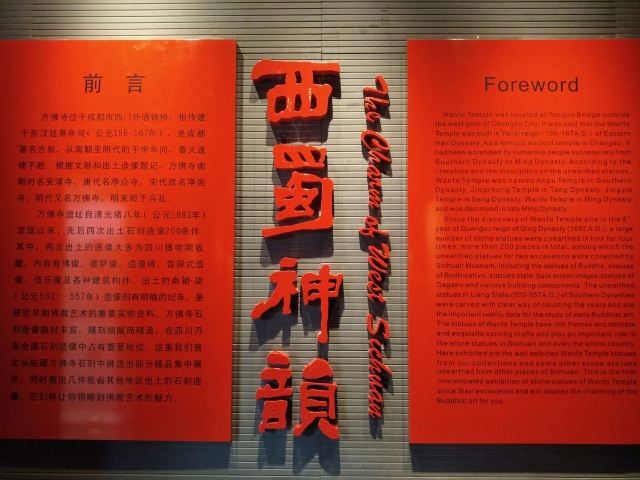 前言
万佛寺位于成都市西门外通锦桥，相传建
于东汉延熹年间（公元158-167年），是成都
著名古刹，从南朝至明代的千余年间，香火连
绵不断。根据文献和出土造像题记，万佛寺南
朝时名安浦寺，唐代名净众寺，宋代改名净因
寺，明代又名万佛寺，明末毁于兵乱。
万佛寺遗址自清光绪八年（公元1882年）
发现以来，先后四次出土石刻造像200余件，
其中，两次出土的造像大多为四川博物院收
藏，内容有佛像、菩萨像、造像碑、背屏式造
像、伎乐像及各种建筑构件。出土的南朝·梁
（公元502—557年）造像刻有明确的纪年，是
研究早期佛教艺术的重要实物资料。万佛寺石
刻造像题材丰富，雕刻细腻而精美，在四川乃
至全国石刻造像中占有重要地位。这里我们首
次从院藏万佛寺石刻中挑选出部分精品集中展
示，同时展出几件我省其他地区出土的石刻造
像，它们将让你领略到佛教艺术的魅力。
西蜀神韻
The Charm of West Sichuan
Foreword
Wanfo Temple was located at Tongjin Bridge outside
the west gate of Chengdu City. It was said that the Wanfo
Temple was built in Yanxi reign (158-167A.D.) of Eastern
Han Dynasty. As a famous ancient temple in Chengdu, it
had been worshiped by numerous people successively from
Southern Dynasty to Ming Dynasty. According to the
literature and the inscription on the unearthed statues,
Wanfo Temple was named Anpu Temple in Southern
Dynasty, Jingzhong Temple in Tang Dynasty, Jingyin
Temple in Sung Dynasty, Wanfo Temple in Ming Dynasty
and was destroyed in late Ming Dynasty.
Since the discovery of Wanfo Temple site in the 8th
year of Guangxu reign of Qing Dynasty (1882 A.D.), a large
number of stone statues were unearthed in turn for four
times, more than 200 pieces in total, among which the
unearthed statues for two excavation were collected by
Sichuan Museum, including the statues of Buddha, statues
of Bodhisattva, statues stele, back screen images, statues of
Gagaku and various building components. The unearthed
statues in Liang State (502-557A.D.) of Southern Dynasties
were carved with clear way of counting the years and are
the important reality data for the study of early Buddhist art.
The statues of Wanfo Temple have rich themes and delicate
and exquisite carving crafts and play an important role in
the stone statues in Sichuan and even the whole country.
Here exhibited are the well selected Wanfo Temple statues
from our collections and some other stone statues
unearthed from other places of Sichuan. This is the first
concentrated exhibition of stone statues of Wanfo Temple
since their excavation and will display the charming of the
Buddhist art for you.